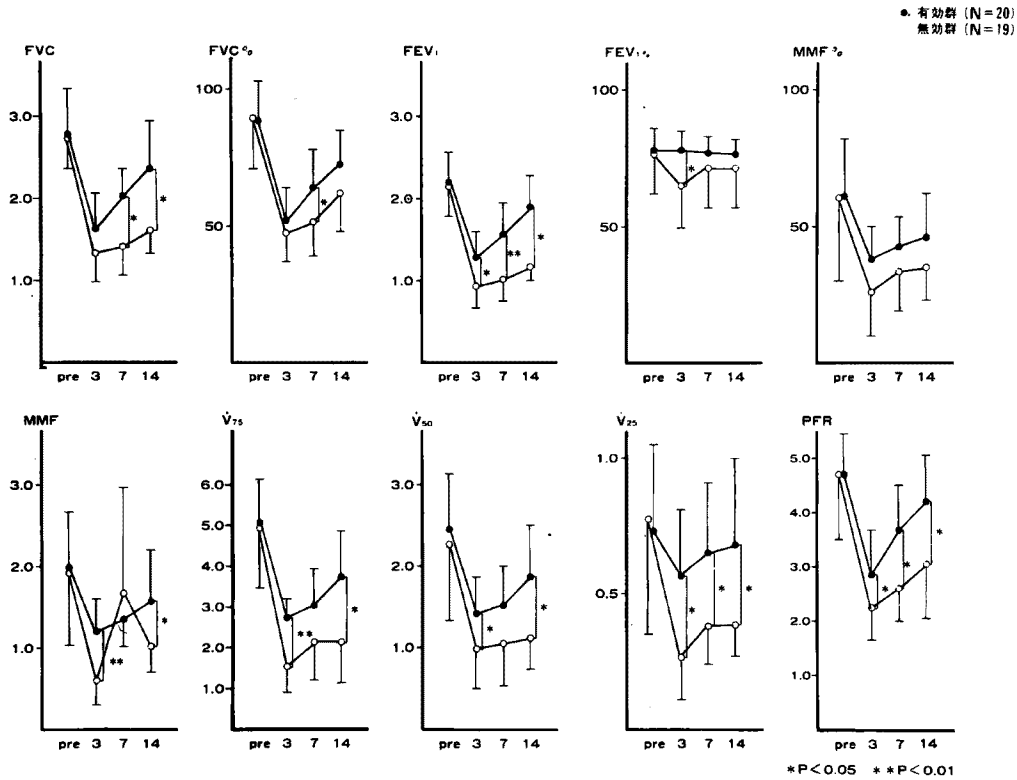 ● 有効群 (N=20)
無効群 (N=19)
FVC
3.0
2.0
1.0
pre 3 7 14
*
*
FVC%
100
50
pre 3 7 14
*
FEV₁
3.0
2.0
1.0
pre 3 7 14
*
**
*
FEV₁%
100
50
pre 3 7 14
*
MMF%
100
50
pre 3 7 14
MMF
3.0
2.0
1.0
pre 3 7 14
**
*
V̇₇₅
6.0
5.0
4.0
3.0
2.0
1.0
pre 3 7 14
**
*
V̇₅₀
3.0
2.0
1.0
pre 3 7 14
*
*
V̇₂₅
1.0
0.5
pre 3 7 14
*
*
*
PFR
5.0
4.0
3.0
2.0
1.0
pre 3 7 14
*
*
*
*P<0.05 **P<0.01